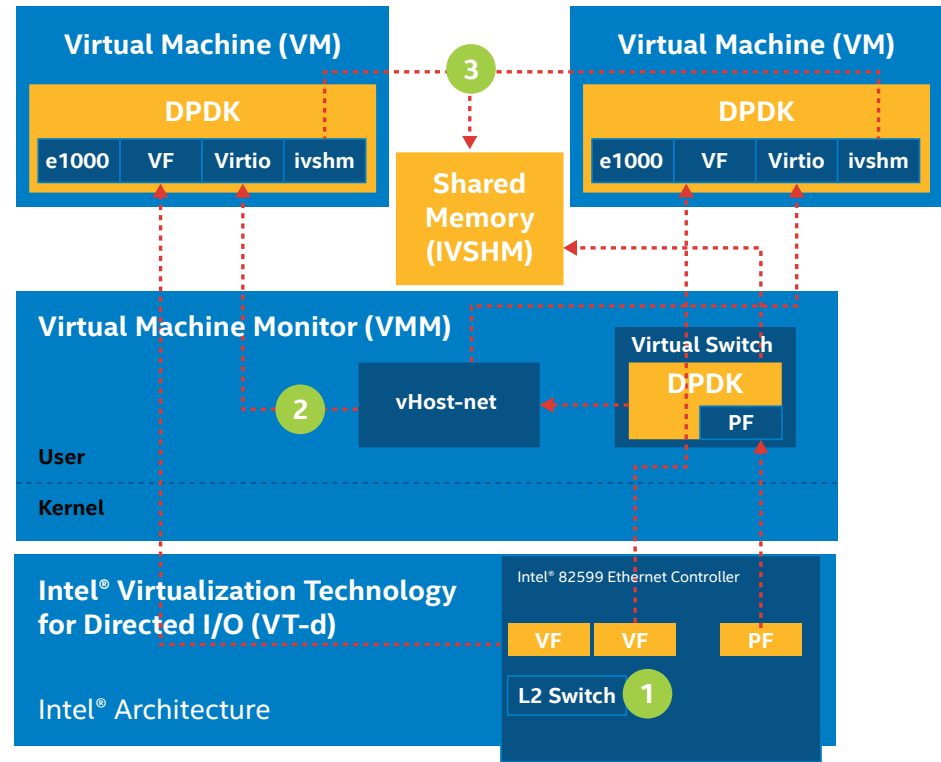 Virtual Machine (VM)
DPDK
e1000 VF Virtio ivshm
3
Virtual Machine (VM)
DPDK
e1000 VF Virtio ivshm
Shared
Memory
(IVSHM)
Virtual Machine Monitor (VMM)
2
vHost-net
Virtual Switch
DPDK
PF
User
Kernel
Intel® Virtualization Technology
for Directed I/O (VT-d)
Intel® Architecture
Intel® 82599 Ethernet Controller
VF VF PF
L2 Switch 1